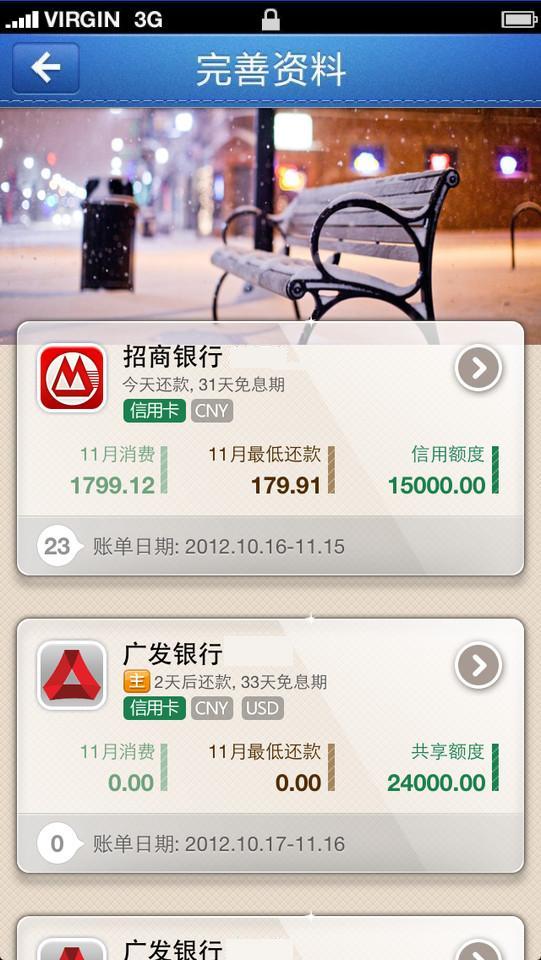 VIRGIN 3G
完善资料
招商银行
今天还款, 31天免息期
信用卡 CNY
11月消费 11月最低还款 信用额度
1799.12 179.91 15000.00
23 账单日期: 2012.10.16-11.15
广发银行
主 2天后还款, 33天免息期
信用卡 CNY USD
11月消费 11月最低还款 共享额度
0.00 0.00 24000.00
0 账单日期: 2012.10.17-11.16
广发银行